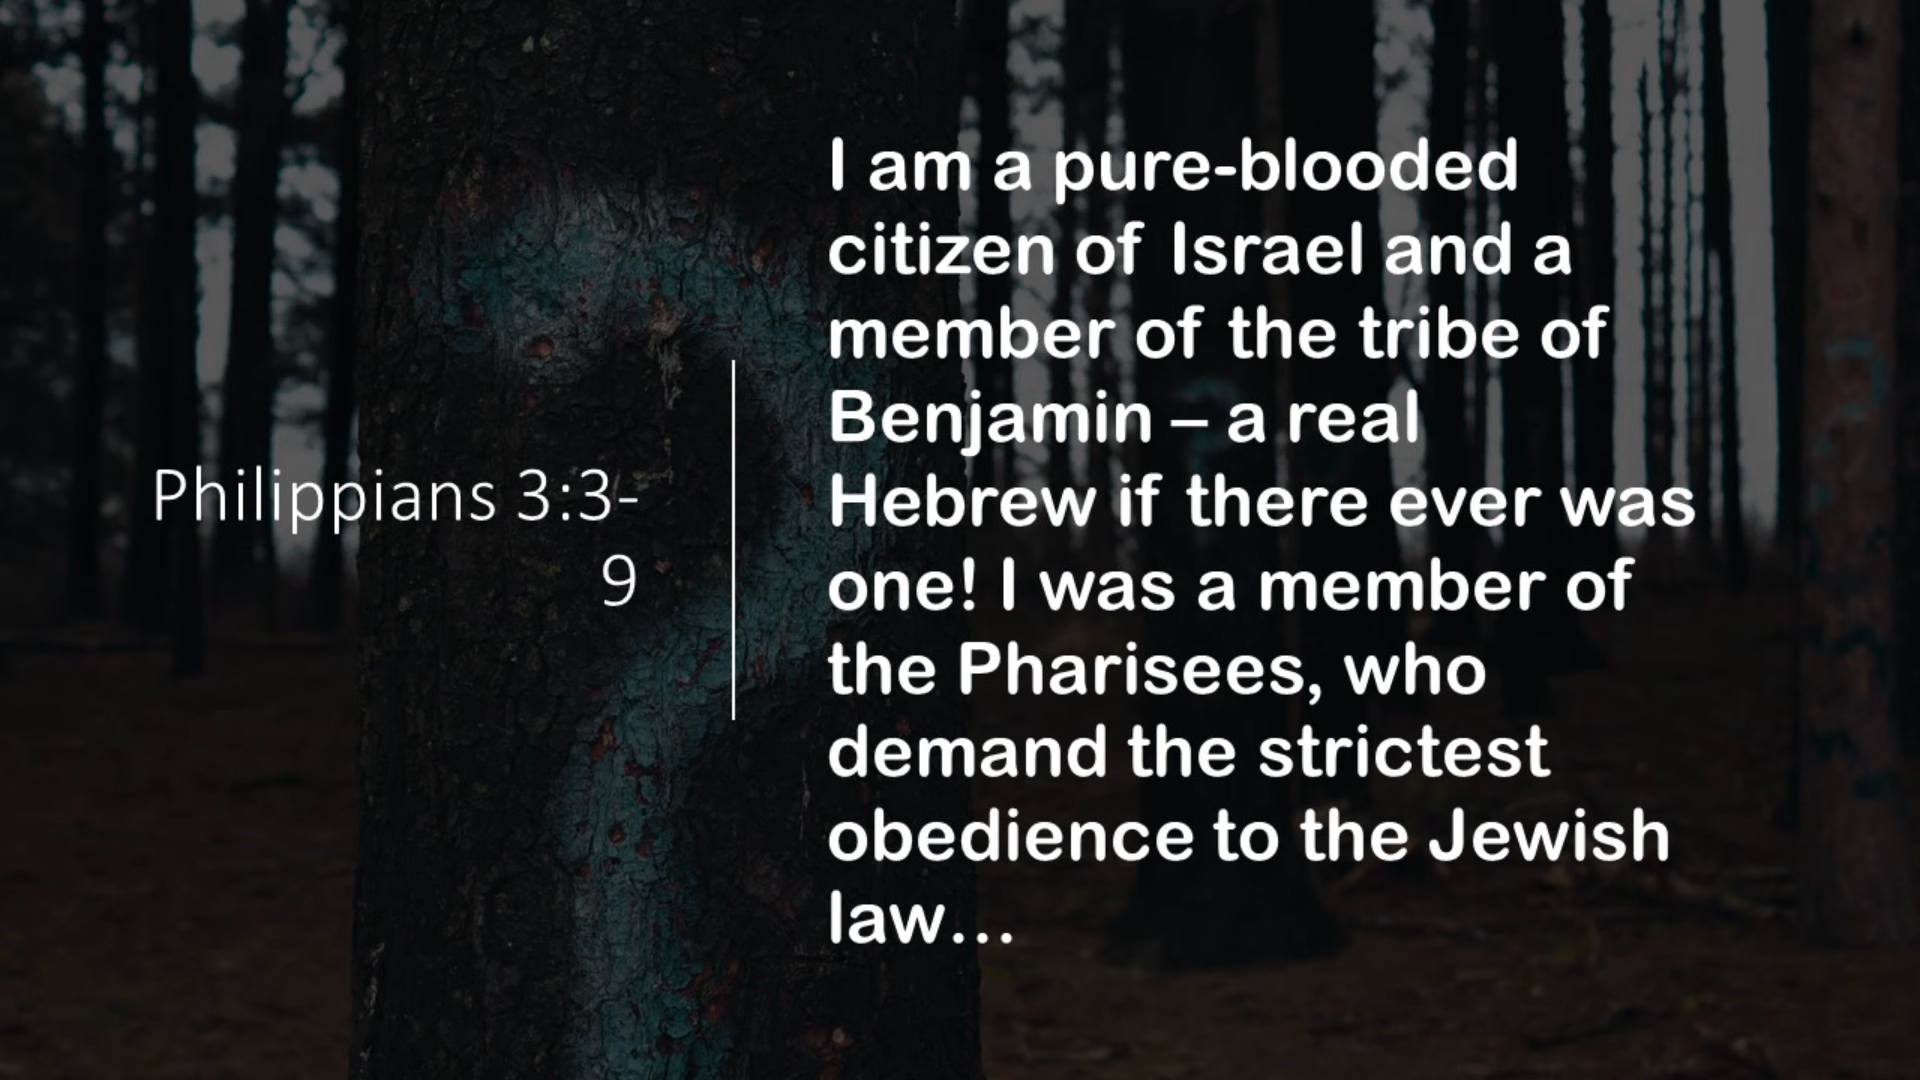 Philippians 3:3-
9
I am a pure-blooded
citizen of Israel and a
member of the tribe of
Benjamin – a real
Hebrew if there ever was
one! I was a member of
the Pharisees, who
demand the strictest
obedience to the Jewish
law…